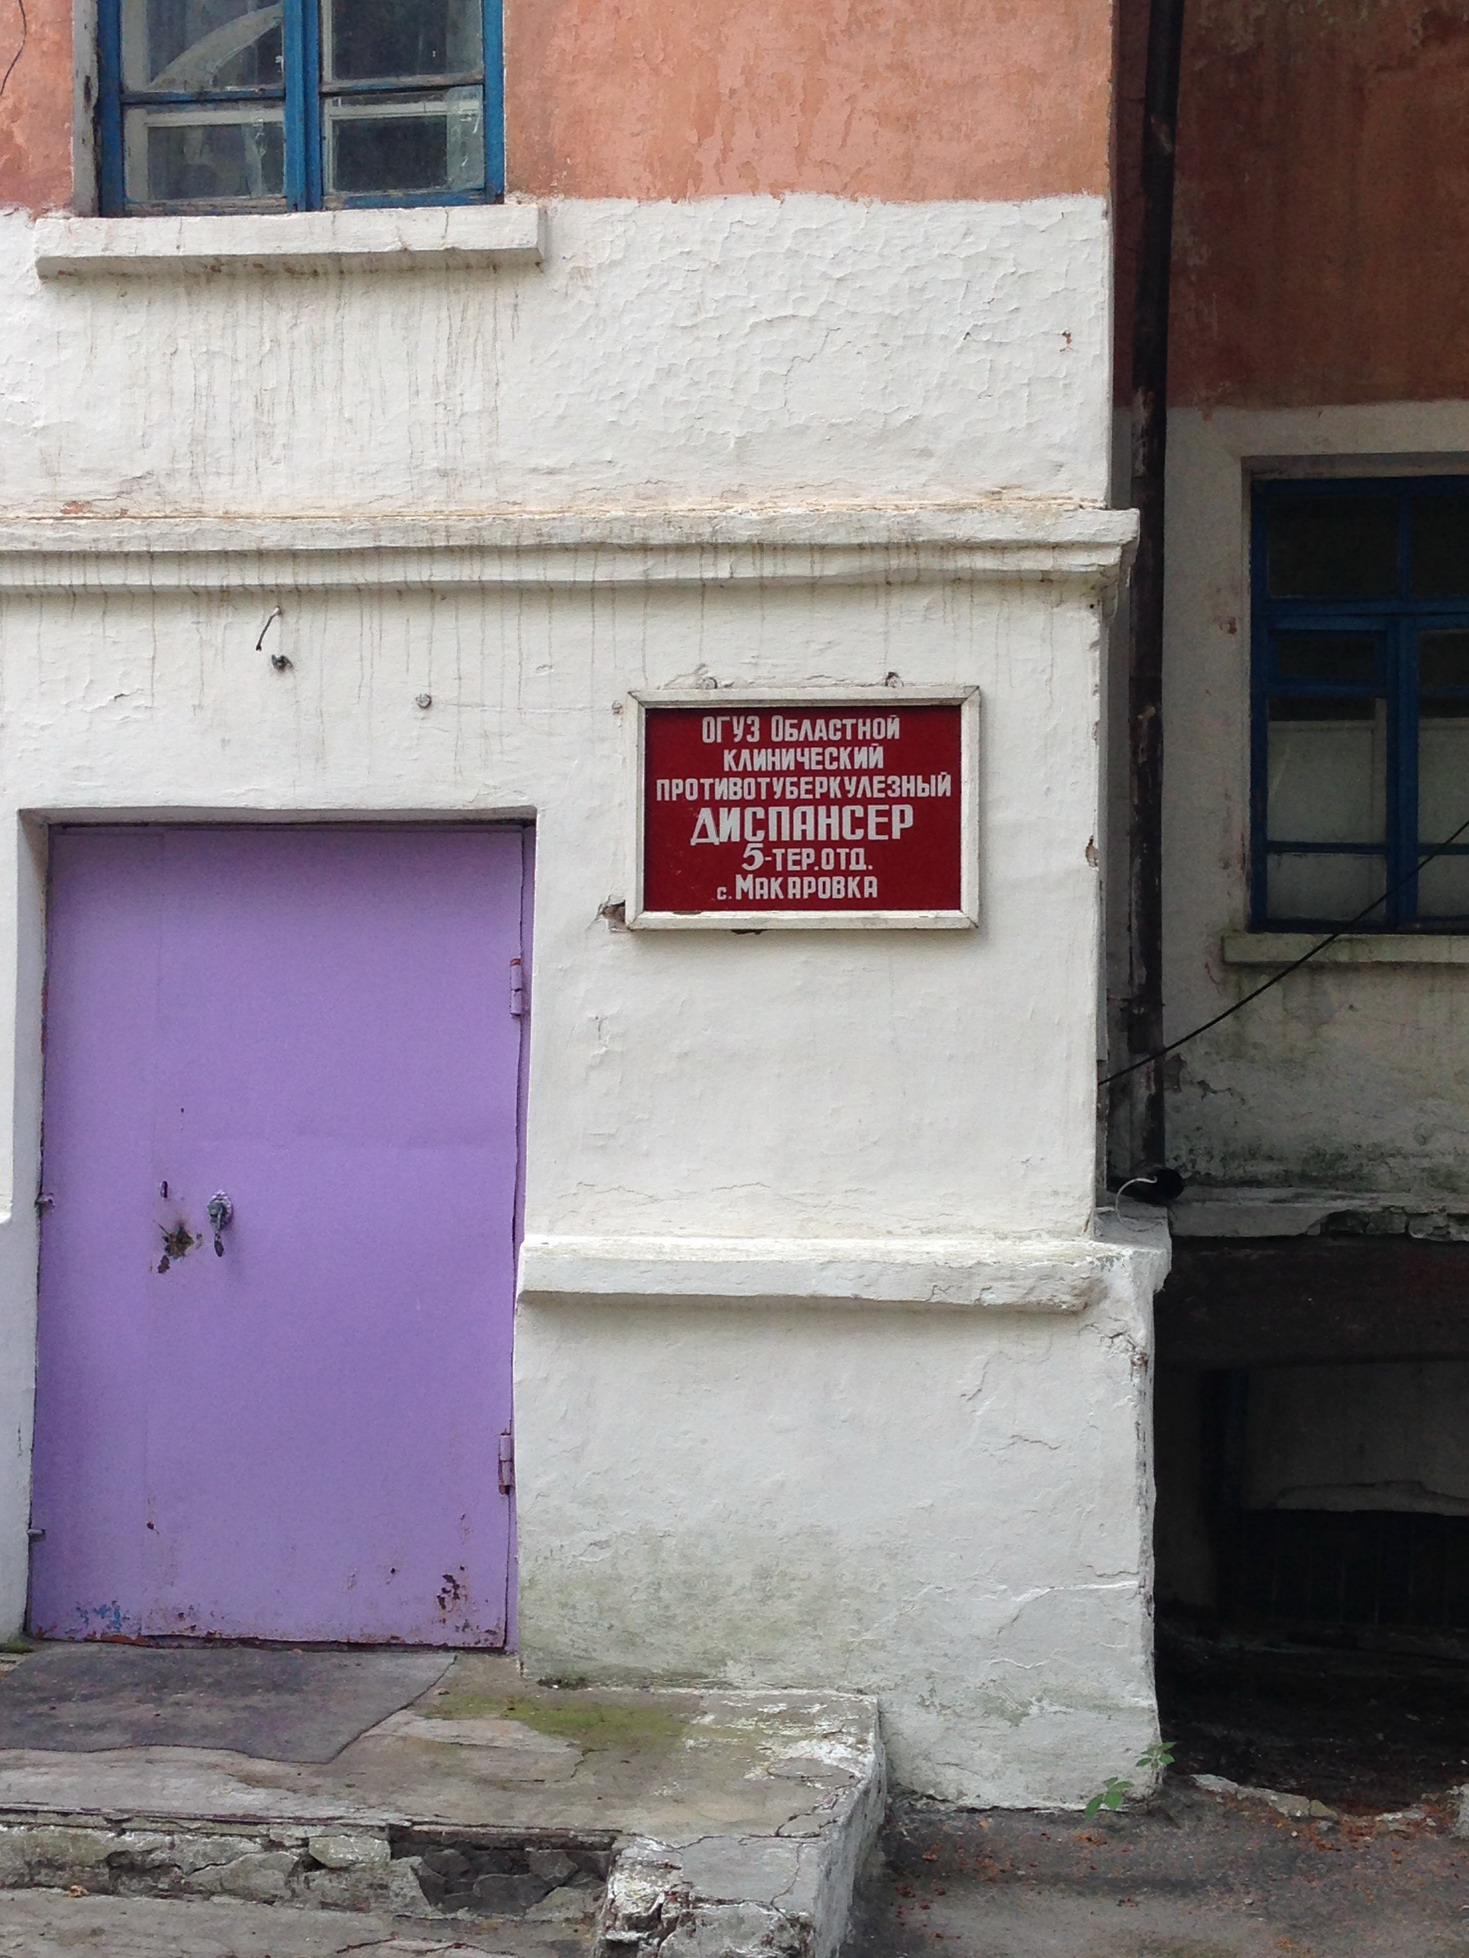 ОГУЗ ОБЛАСТНОЙ
КЛИНИЧЕСКИЙ
ПРОТИВОТУБЕРКУЛЕЗНЫЙ
ДИСПАНСЕР
5-ТЕР.ОТД.
с. МАКАРОВКА